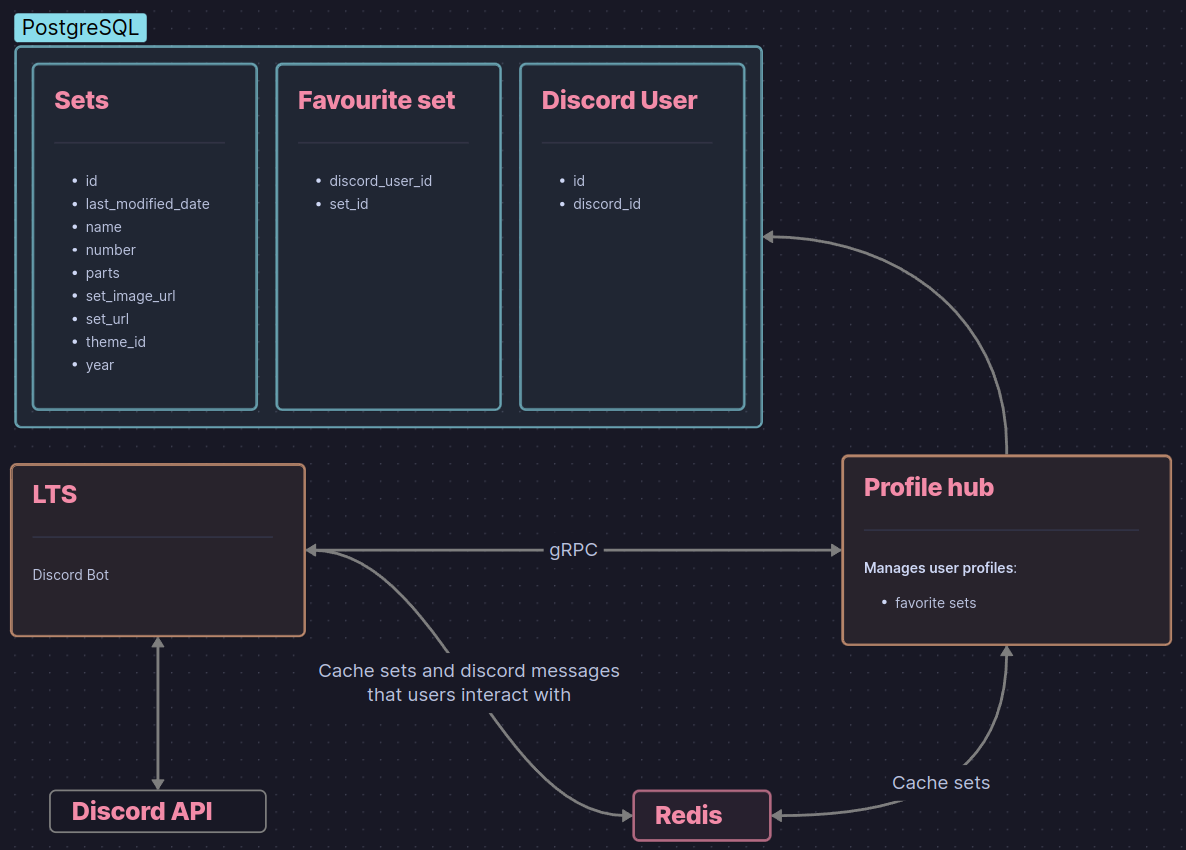 PostgreSQL
Sets
id
last_modified_date
name
number
parts
set_image_url
set_url
theme_id
year
Favourite set
discord_user_id
set_id
Discord User
id
discord_id
LTS
Discord Bot
gRPC
Profile hub
Manages user profiles:
favorite sets
Cache sets and discord messages
that users interact with
Cache sets
Discord API
Redis